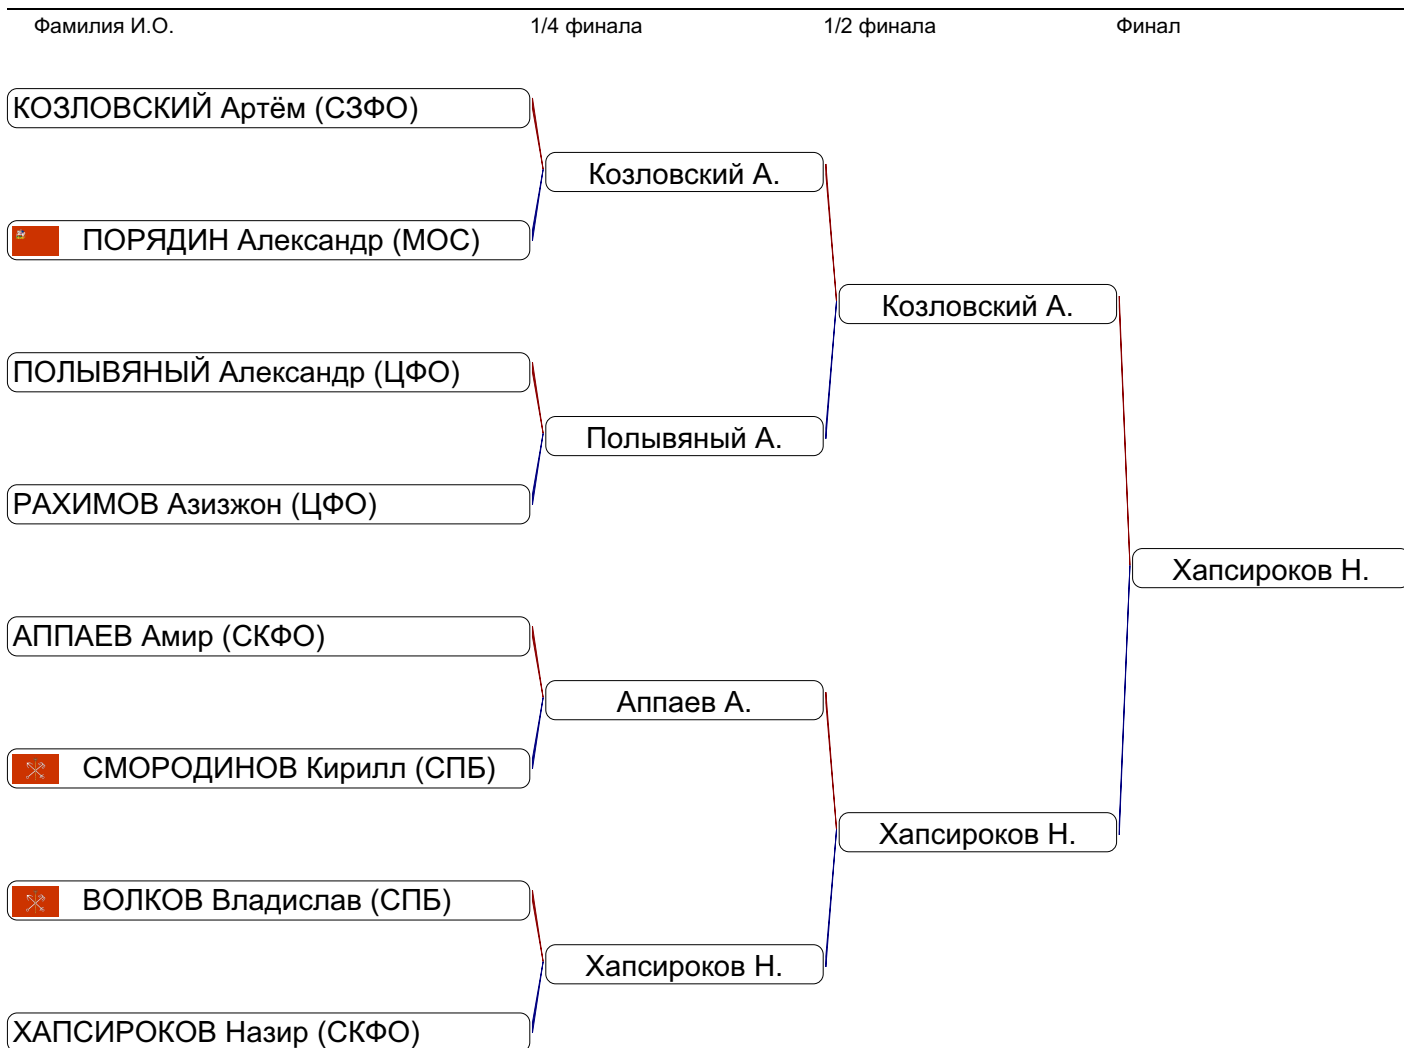 Фамилия И.О. 1/4 финала 1/2 финала Финал
КОЗЛОВСКИЙ Артём (СЗФО)
Козловский А.
ПОРЯДИН Александр (МОС)
Козловский А.
ПОЛЫВЯНЫЙ Александр (ЦФО)
Полывяный А.
РАХИМОВ Азизжон (ЦФО)
Хапсироков Н.
АППАЕВ Амир (СКФО)
Аппаев А.
СМОРОДИНОВ Кирилл (СПБ)
Хапсироков Н.
ВОЛКОВ Владислав (СПБ)
Хапсироков Н.
ХАПСИРОКОВ Назир (СКФО)